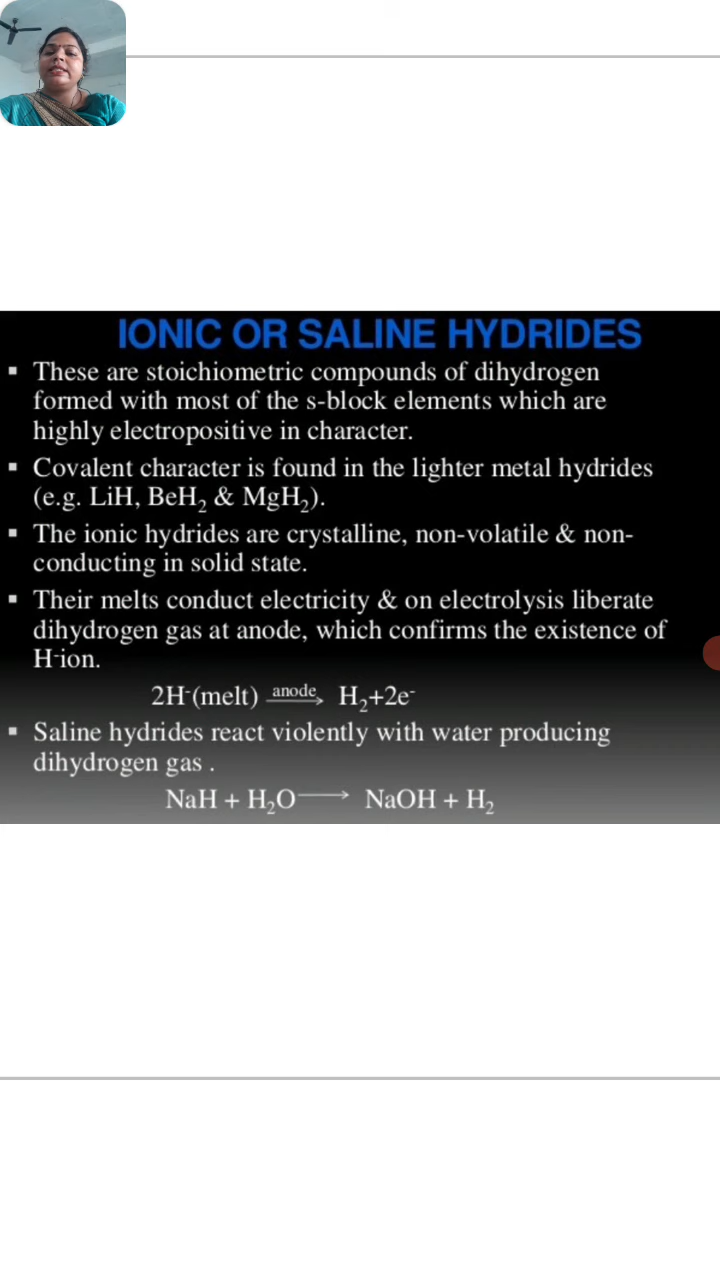 IONIC OR SALINE HYDRIDES
▪ These are stoichiometric compounds of dihydrogen
formed with most of the s-block elements which are
highly electropositive in character.
▪ Covalent character is found in the lighter metal hydrides
(e.g. LiH, BeH₂ & MgH₂).
▪ The ionic hydrides are crystalline, non-volatile & non-
conducting in solid state.
▪ Their melts conduct electricity & on electrolysis liberate
dihydrogen gas at anode, which confirms the existence of
H⁻ion.
2H⁻(melt) anode→ H₂+2e⁻
▪ Saline hydrides react violently with water producing
dihydrogen gas .
NaH + H₂O ⟶ NaOH + H₂